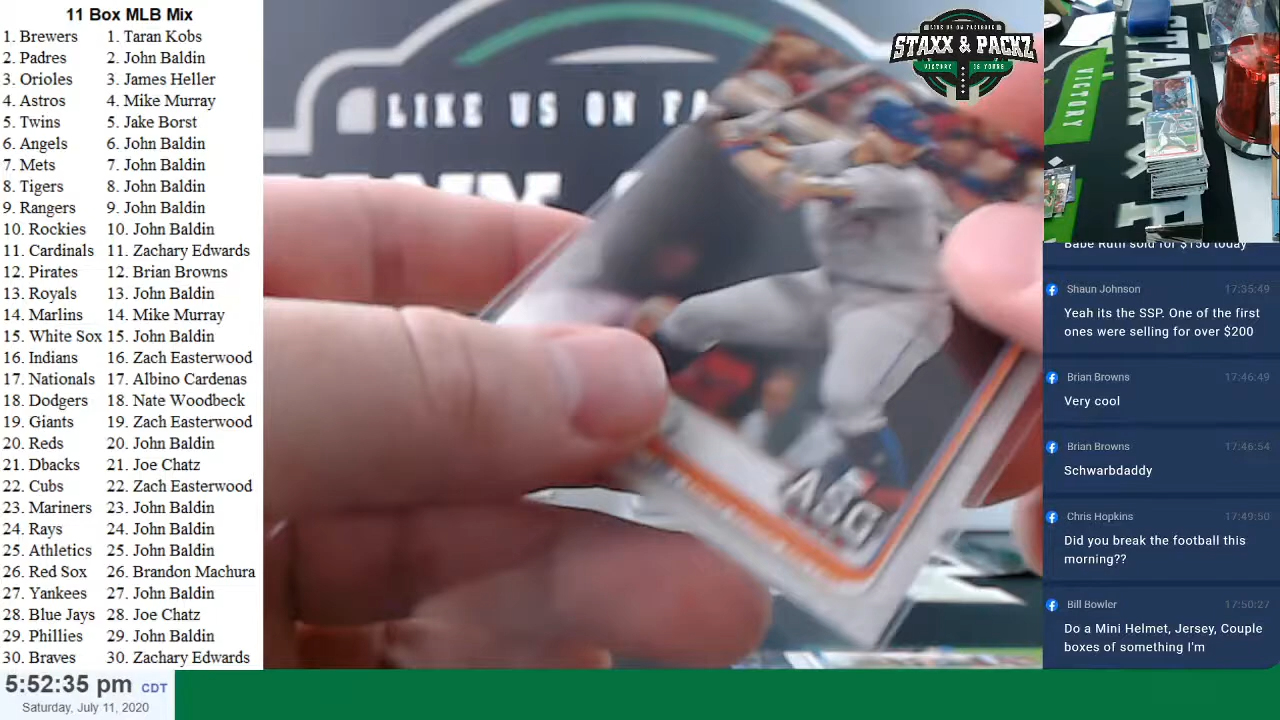 11 Box MLB Mix
1. Brewers 1. Taran Kobs
2. Padres 2. John Baldin
3. Orioles 3. James Heller
4. Astros 4. Mike Murray
5. Twins 5. Jake Borst
6. Angels 6. John Baldin
7. Mets 7. John Baldin
8. Tigers 8. John Baldin
9. Rangers 9. John Baldin
10. Rockies 10. John Baldin
11. Cardinals 11. Zachary Edwards
12. Pirates 12. Brian Browns
13. Royals 13. John Baldin
14. Marlins 14. Mike Murray
15. White Sox 15. John Baldin
16. Indians 16. Zach Easterwood
17. Nationals 17. Albino Cardenas
18. Dodgers 18. Nate Woodbeck
19. Giants 19. Zach Easterwood
20. Reds 20. John Baldin
21. Dbacks 21. Joe Chatz
22. Cubs 22. Zach Easterwood
23. Mariners 23. John Baldin
24. Rays 24. John Baldin
25. Athletics 25. John Baldin
26. Red Sox 26. Brandon Machura
27. Yankees 27. John Baldin
28. Blue Jays 28. Joe Chatz
29. Phillies 29. John Baldin
30. Braves 30. Zachary Edwards
5:52:35 pm CDT
Saturday, July 11, 2020
LIKE US ON FA
ASG
LIKE US ON FACEBOOK
STAXX & PACKZ
VICTORY IS YOURS
VICTORY
Babe Ruth sold for $150 today
Shaun Johnson 17:35:49
Yeah its the SSP. One of the first
ones were selling for over $200
Brian Browns 17:46:49
Very cool
Brian Browns 17:46:54
Schwarbdaddy
Chris Hopkins 17:49:50
Did you break the football this
morning??
Bill Bowler 17:50:27
Do a Mini Helmet, Jersey, Couple
boxes of something I'm